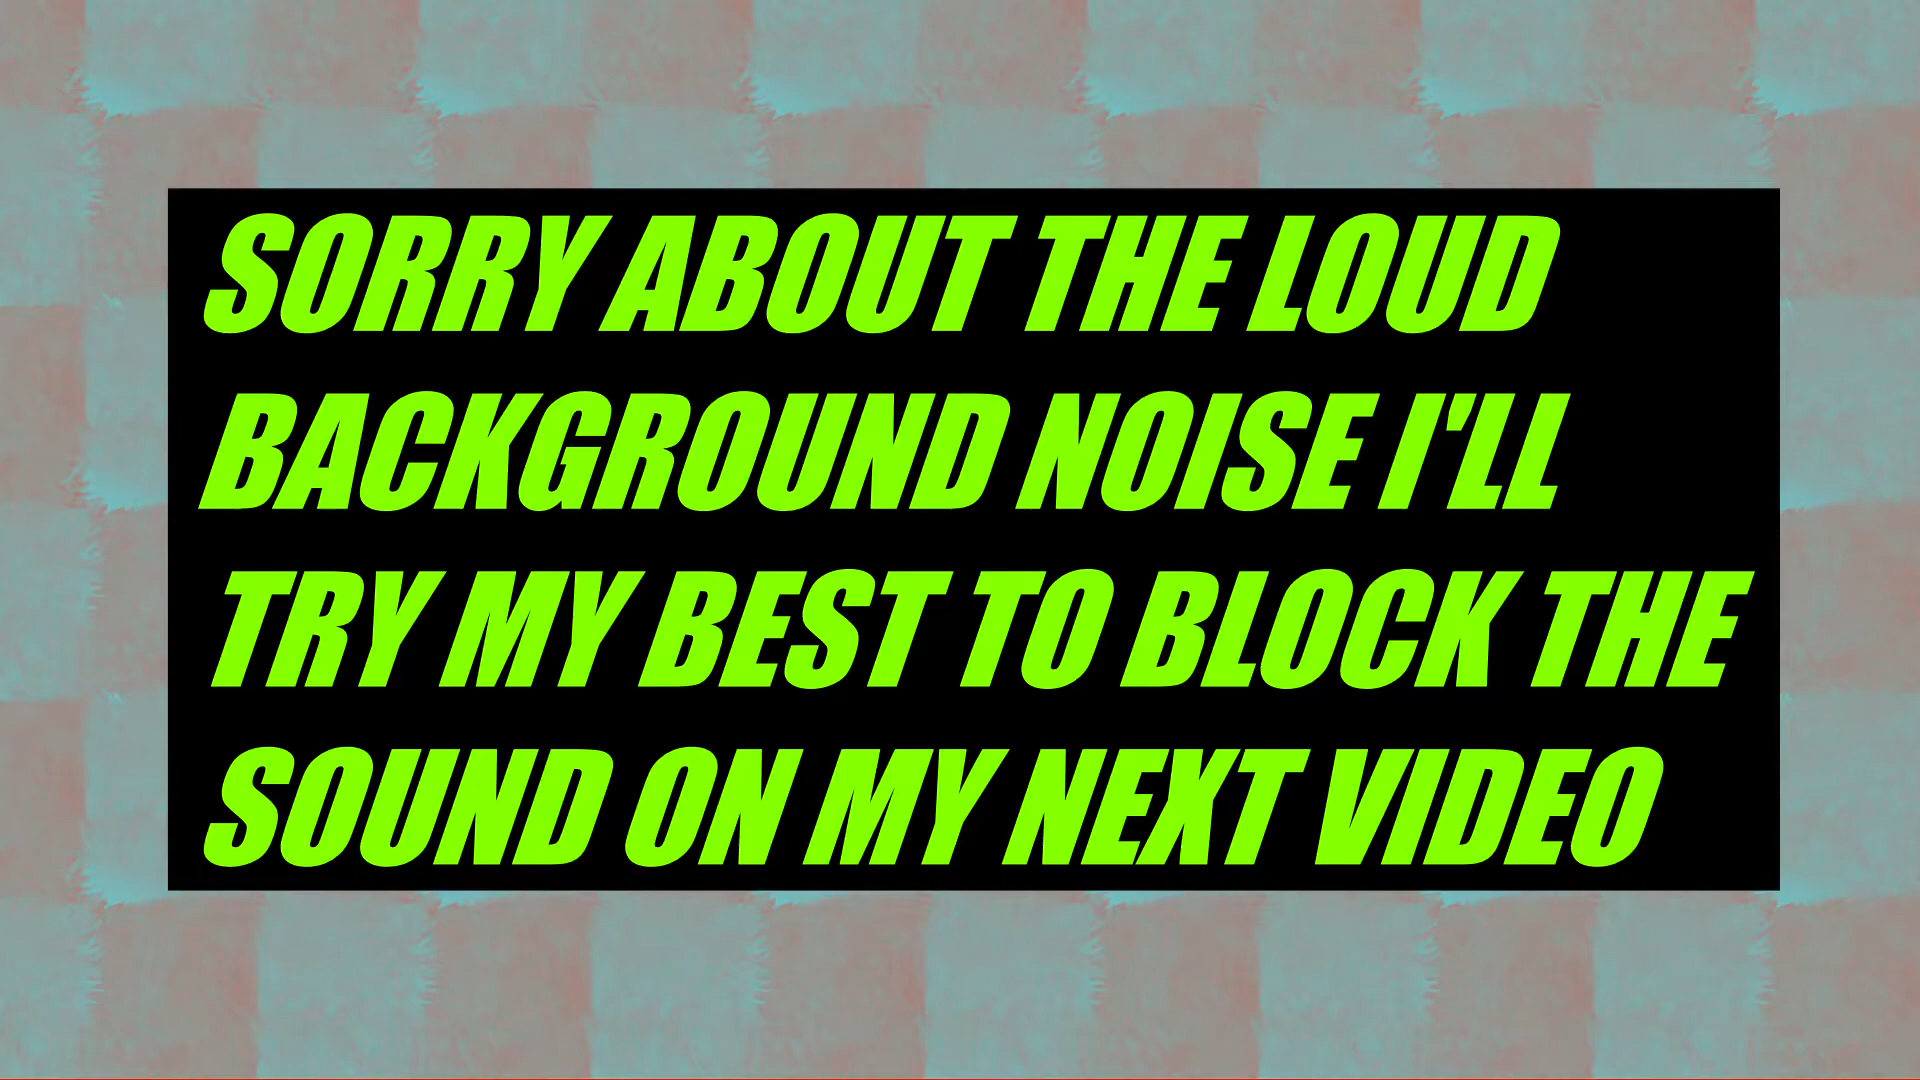 SORRY ABOUT THE LOUD
BACKGROUND NOISE I'LL
TRY MY BEST TO BLOCK THE
SOUND ON MY NEXT VIDEO